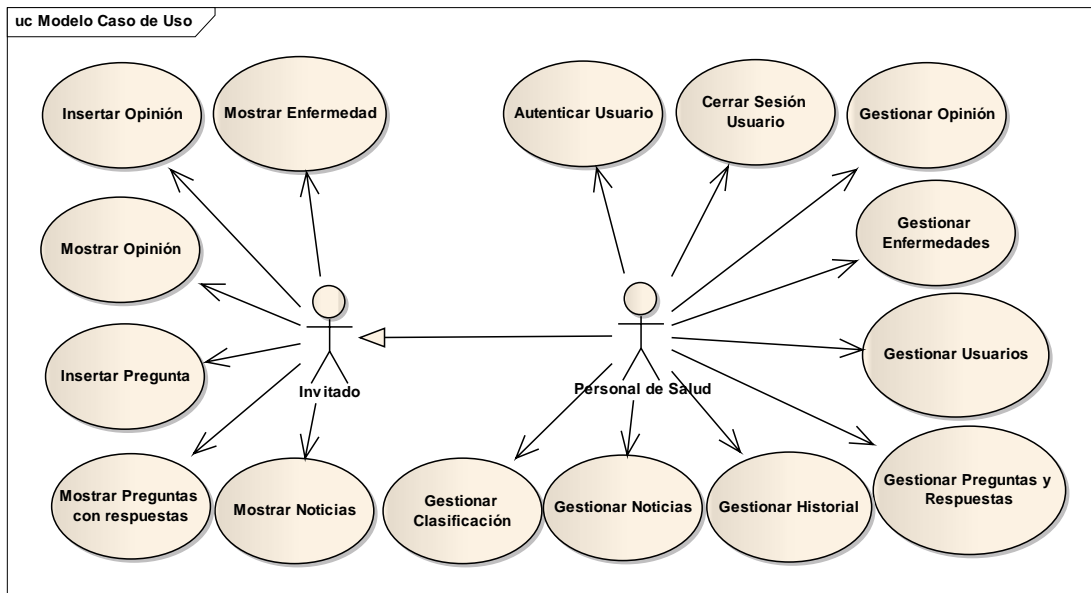 uc Modelo Caso de Uso
Insertar Opinión
Mostrar Enfermedad
Autenticar Usuario
Cerrar Sesión
Usuario
Gestionar Opinión
Mostrar Opinión
Gestionar
Enfermedades
Insertar Pregunta
Invitado
Personal de Salud
Gestionar Usuarios
Mostrar Preguntas
con respuestas
Mostrar Noticias
Gestionar
Clasificación
Gestionar Noticias
Gestionar Historial
Gestionar Preguntas y
Respuestas